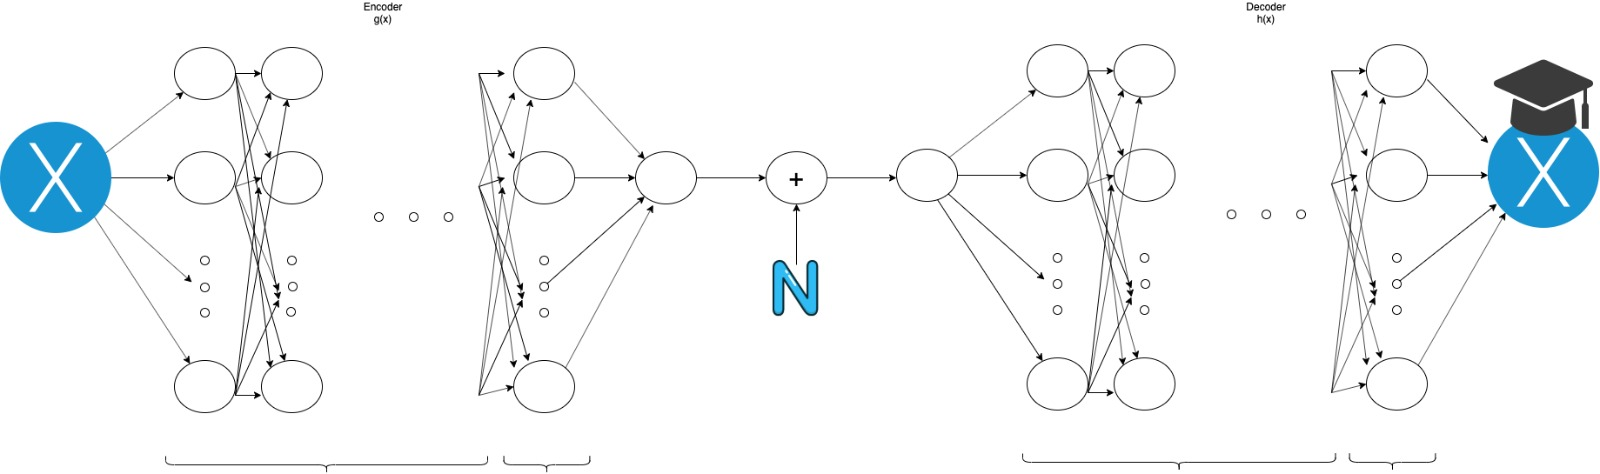 Encoder
g(x)
Decoder
h(x)
X
+
N
X